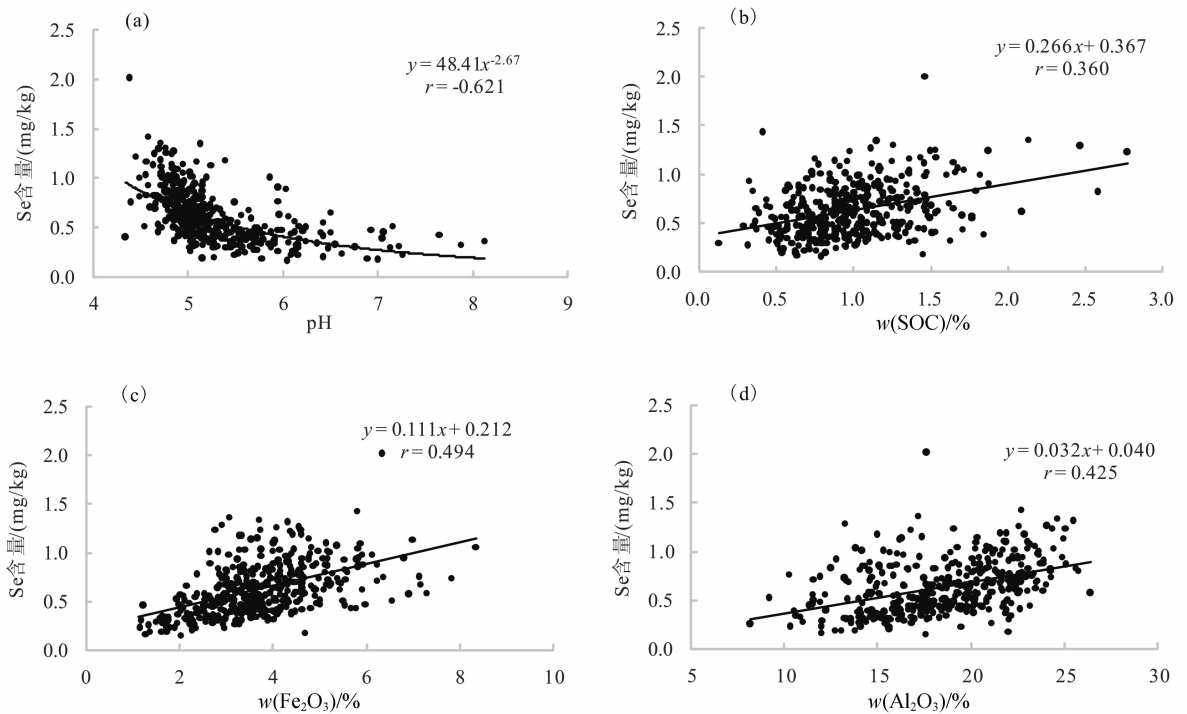 (a)
y = 48.41x-2.67
r = -0.621
Se含量/(mg/kg)
2.5
2.0
1.5
1.0
0.5
0.0
4 5 6 7 8 9
pH
（b）
y = 0.266x + 0.367
r = 0.360
Se含量/(mg/kg)
2.5
2.0
1.5
1.0
0.5
0.0
0.0 0.5 1.0 1.5 2.0 2.5 3.0
w(SOC)/%
（c）
y = 0.111x + 0.212
r = 0.494
Se含量/(mg/kg)
2.5
2.0
1.5
1.0
0.5
0.0
0 2 4 6 8 10
w(Fe₂O₃)/%
（d）
y = 0.032x + 0.040
r = 0.425
Se含量/(mg/kg)
2.5
2.0
1.5
1.0
0.5
0.0
5 10 15 20 25 30
w(Al₂O₃)/%